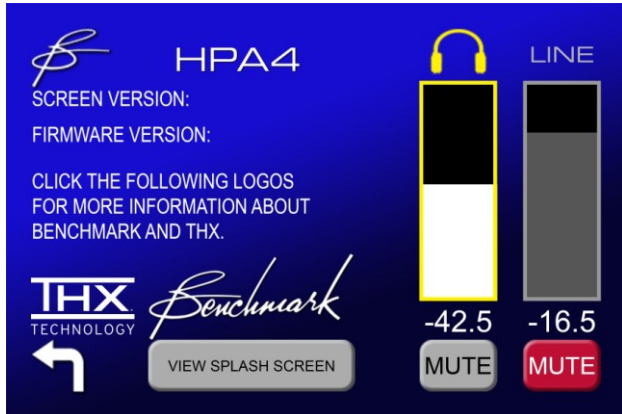 HPA4
LINE
SCREEN VERSION:
FIRMWARE VERSION:
CLICK THE FOLLOWING LOGOS
FOR MORE INFORMATION ABOUT
BENCHMARK AND THX.
THX
TECHNOLOGY
Benchmark
-42.5
-16.5
VIEW SPLASH SCREEN
MUTE
MUTE